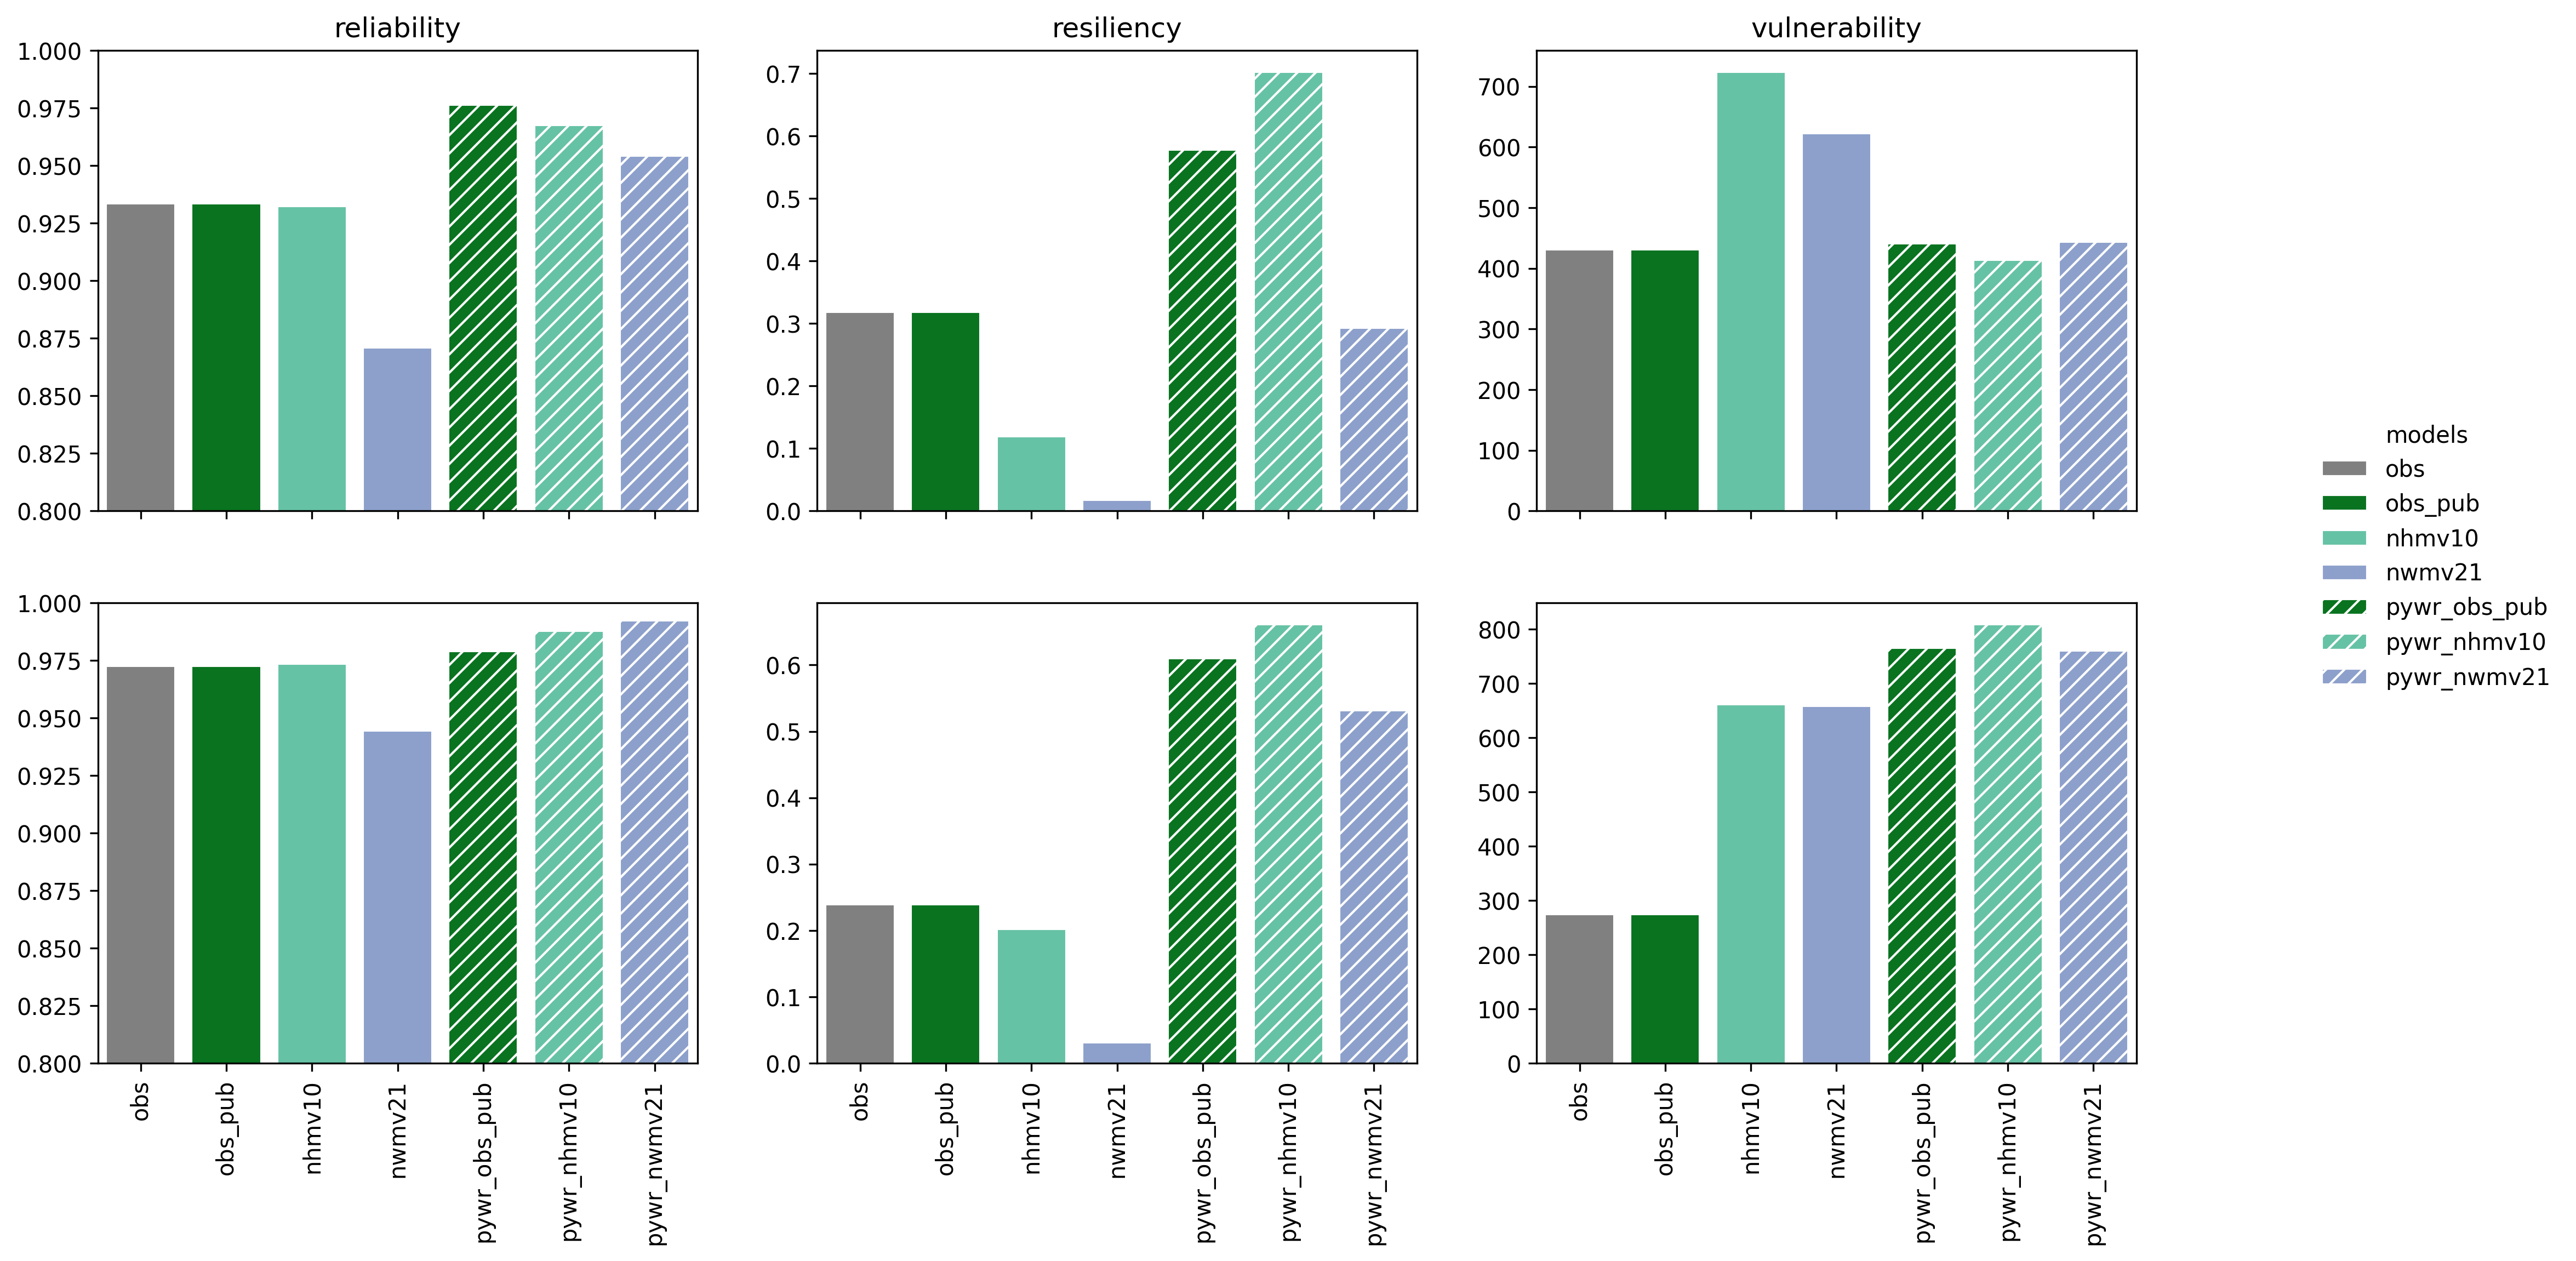 reliability
1.000
0.975
0.950
0.925
0.900
0.875
0.850
0.825
0.800
resiliency
0.7
0.6
0.5
0.4
0.3
0.2
0.1
0.0
vulnerability
700
600
500
400
300
200
100
0
1.000
0.975
0.950
0.925
0.900
0.875
0.850
0.825
0.800
obs
obs_pub
nhmv10
nwmv21
pywr_obs_pub
pywr_nhmv10
pywr_nwmv21
0.6
0.5
0.4
0.3
0.2
0.1
0.0
obs
obs_pub
nhmv10
nwmv21
pywr_obs_pub
pywr_nhmv10
pywr_nwmv21
800
700
600
500
400
300
200
100
0
obs
obs_pub
nhmv10
nwmv21
pywr_obs_pub
pywr_nhmv10
pywr_nwmv21
models
obs
obs_pub
nhmv10
nwmv21
pywr_obs_pub
pywr_nhmv10
pywr_nwmv21